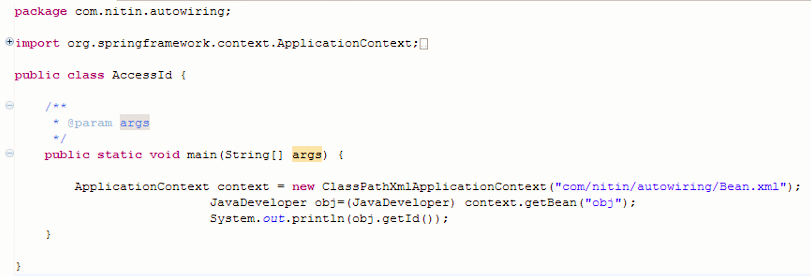 package com.nitin.autowiring;
import org.springframework.context.ApplicationContext;
public class AccessId {
/**
* @param args
*/
public static void main(String[] args) {
ApplicationContext context = new ClassPathXmlApplicationContext("com/nitin/autowiring/Bean.xml");
JavaDeveloper obj=(JavaDeveloper) context.getBean("obj");
System.out.println(obj.getId());
}
}